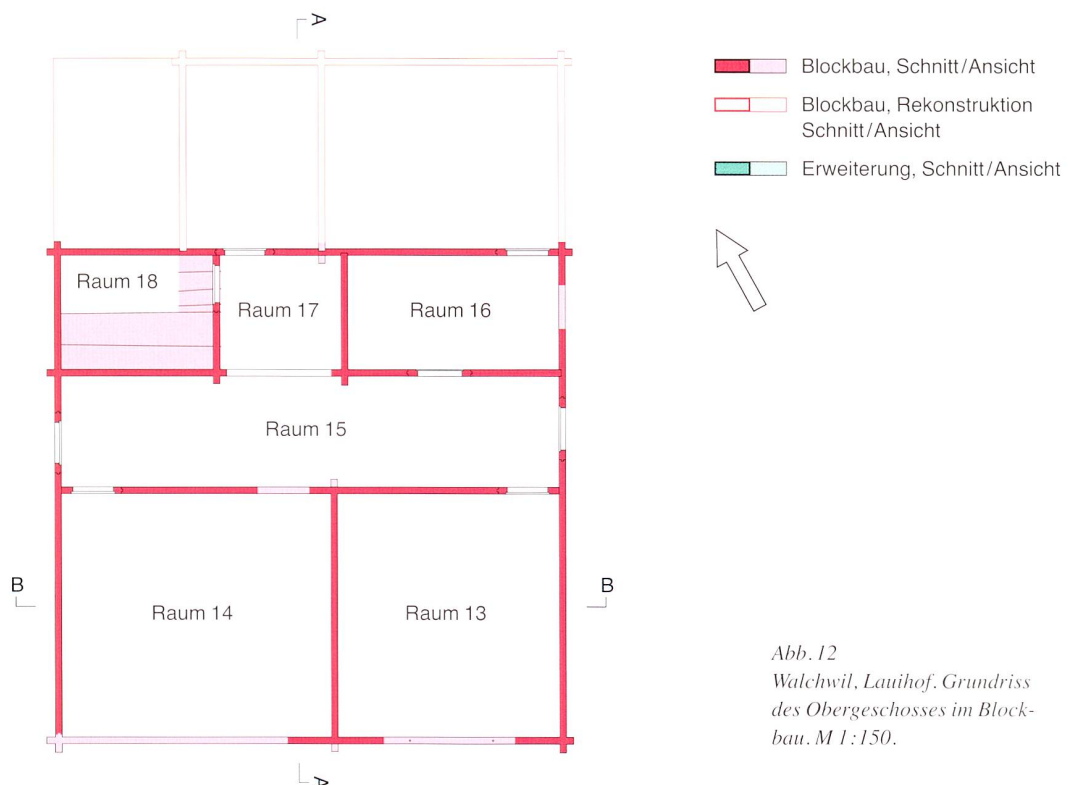 A
Blockbau, Schnitt/Ansicht
Blockbau, Rekonstruktion
Schnitt/Ansicht
Erweiterung, Schnitt/Ansicht
Raum 18
Raum 17
Raum 16
Raum 15
B
B
Raum 14
Raum 13
A
Abb. 12
Walchwil, Lauihof. Grundriss
des Obergeschosses im Block-
bau. M 1:150.